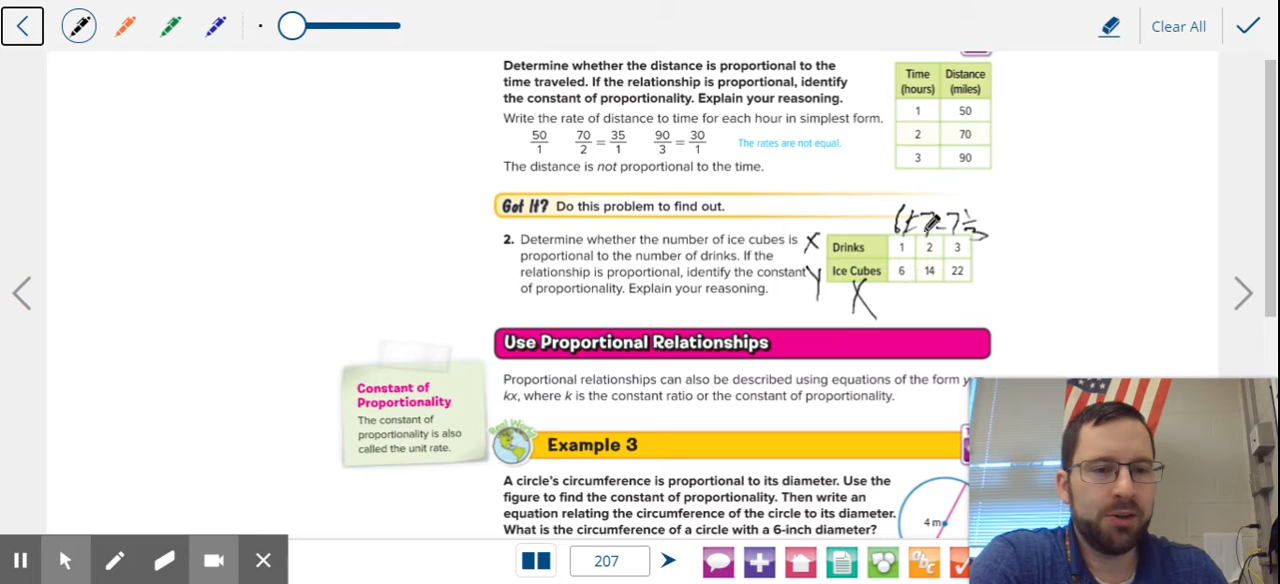 Clear All
Determine whether the distance is proportional to the
time traveled. If the relationship is proportional, identify
the constant of proportionality. Explain your reasoning.
Write the rate of distance to time for each hour in simplest form.
50/1 70/2 = 35/1 90/3 = 30/1 The rates are not equal.
The distance is not proportional to the time.
Time (hours) Distance (miles)
1 50
2 70
3 90
Got It? Do this problem to find out.
2. Determine whether the number of ice cubes is
proportional to the number of drinks. If the
relationship is proportional, identify the constant
of proportionality. Explain your reasoning.
X Drinks 1 2 3
Y Ice Cubes 6 14 22
X
Use Proportional Relationships
Constant of
Proportionality
The constant of
proportionality is also
called the unit rate.
Proportional relationships can also be described using equations of the form y
kx, where k is the constant ratio or the constant of proportionality.
Real World
Example 3
A circle's circumference is proportional to its diameter. Use the
figure to find the constant of proportionality. Then write an
equation relating the circumference of the circle to its diameter.
What is the circumference of a circle with a 6-inch diameter?
4 m
207
abc